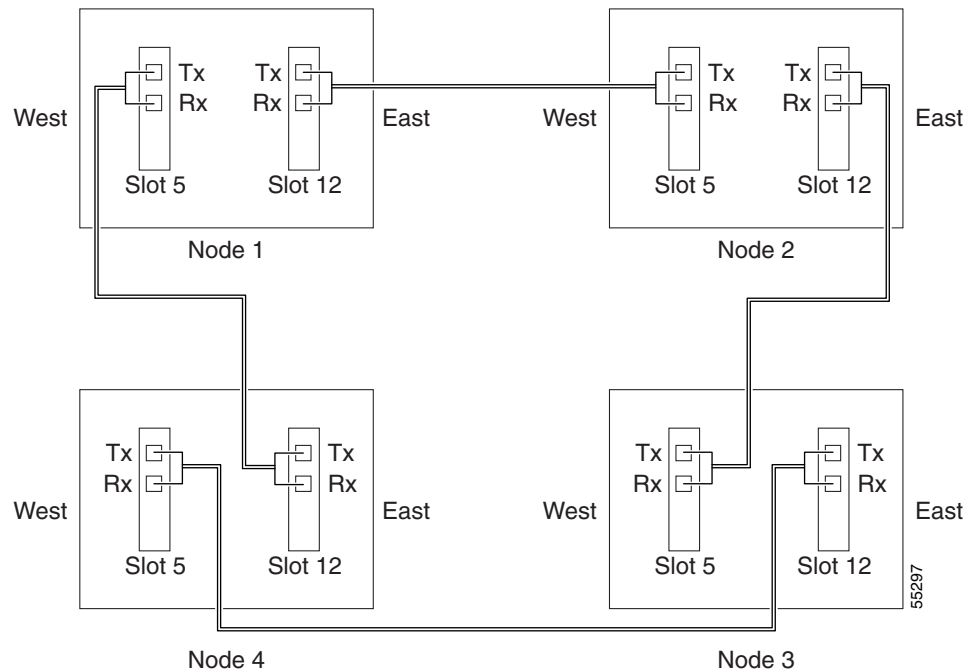 Tx Tx Tx Tx
West Rx Rx East West Rx Rx East
Slot 5 Slot 12 Slot 5 Slot 12
Node 1 Node 2
Tx Tx Tx Tx
Rx Rx Rx Rx
West East West East
Slot 5 Slot 12 Slot 5 Slot 12
55297
Node 4 Node 3